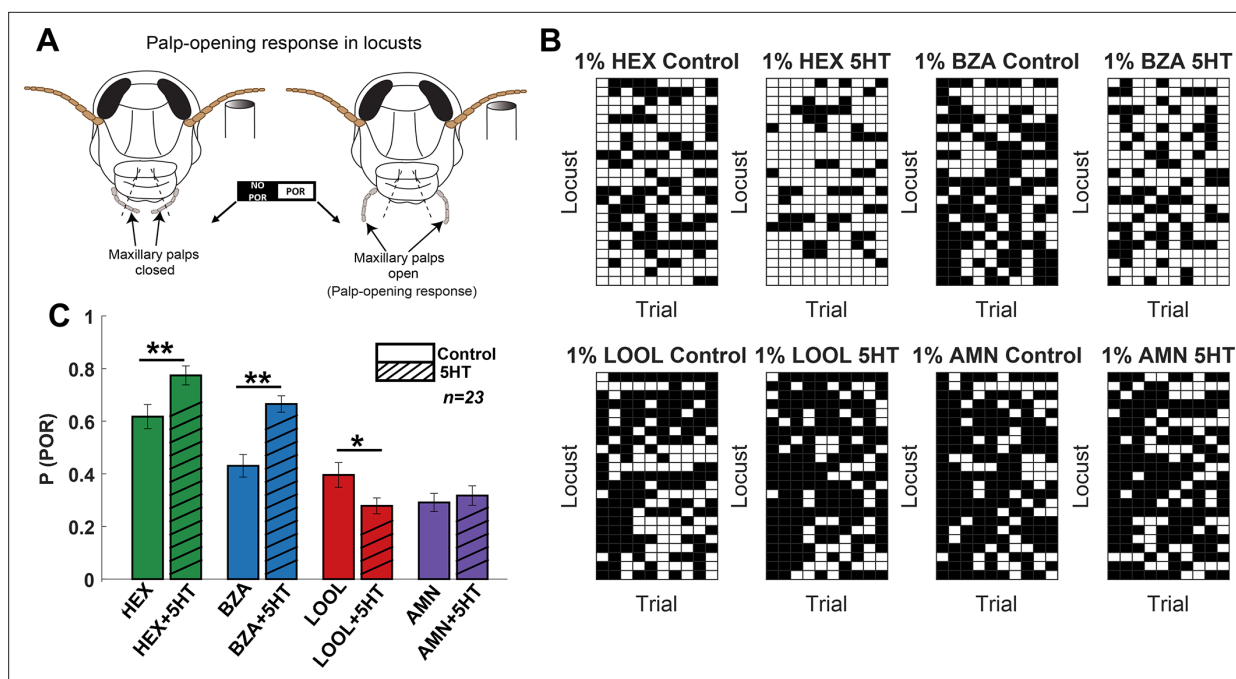 A
Palp-opening response in locusts
NO
POR
POR
Maxillary palps
closed
Maxillary palps
open
(Palp-opening response)
B
1% HEX Control
1% HEX 5HT
1% BZA Control
1% BZA 5HT
Locust
Locust
Locust
Locust
Trial
Trial
Trial
Trial
1% LOOL Control
1% LOOL 5HT
1% AMN Control
1% AMN 5HT
Locust
Locust
Locust
Locust
Trial
Trial
Trial
Trial
C
1
0.8
0.6
0.4
0.2
0
P (POR)
**
**
*
Control
5HT
n=23
HEX
HEX+5HT
BZA
BZA+5HT
LOOL
LOOL+5HT
AMN
AMN+5HT